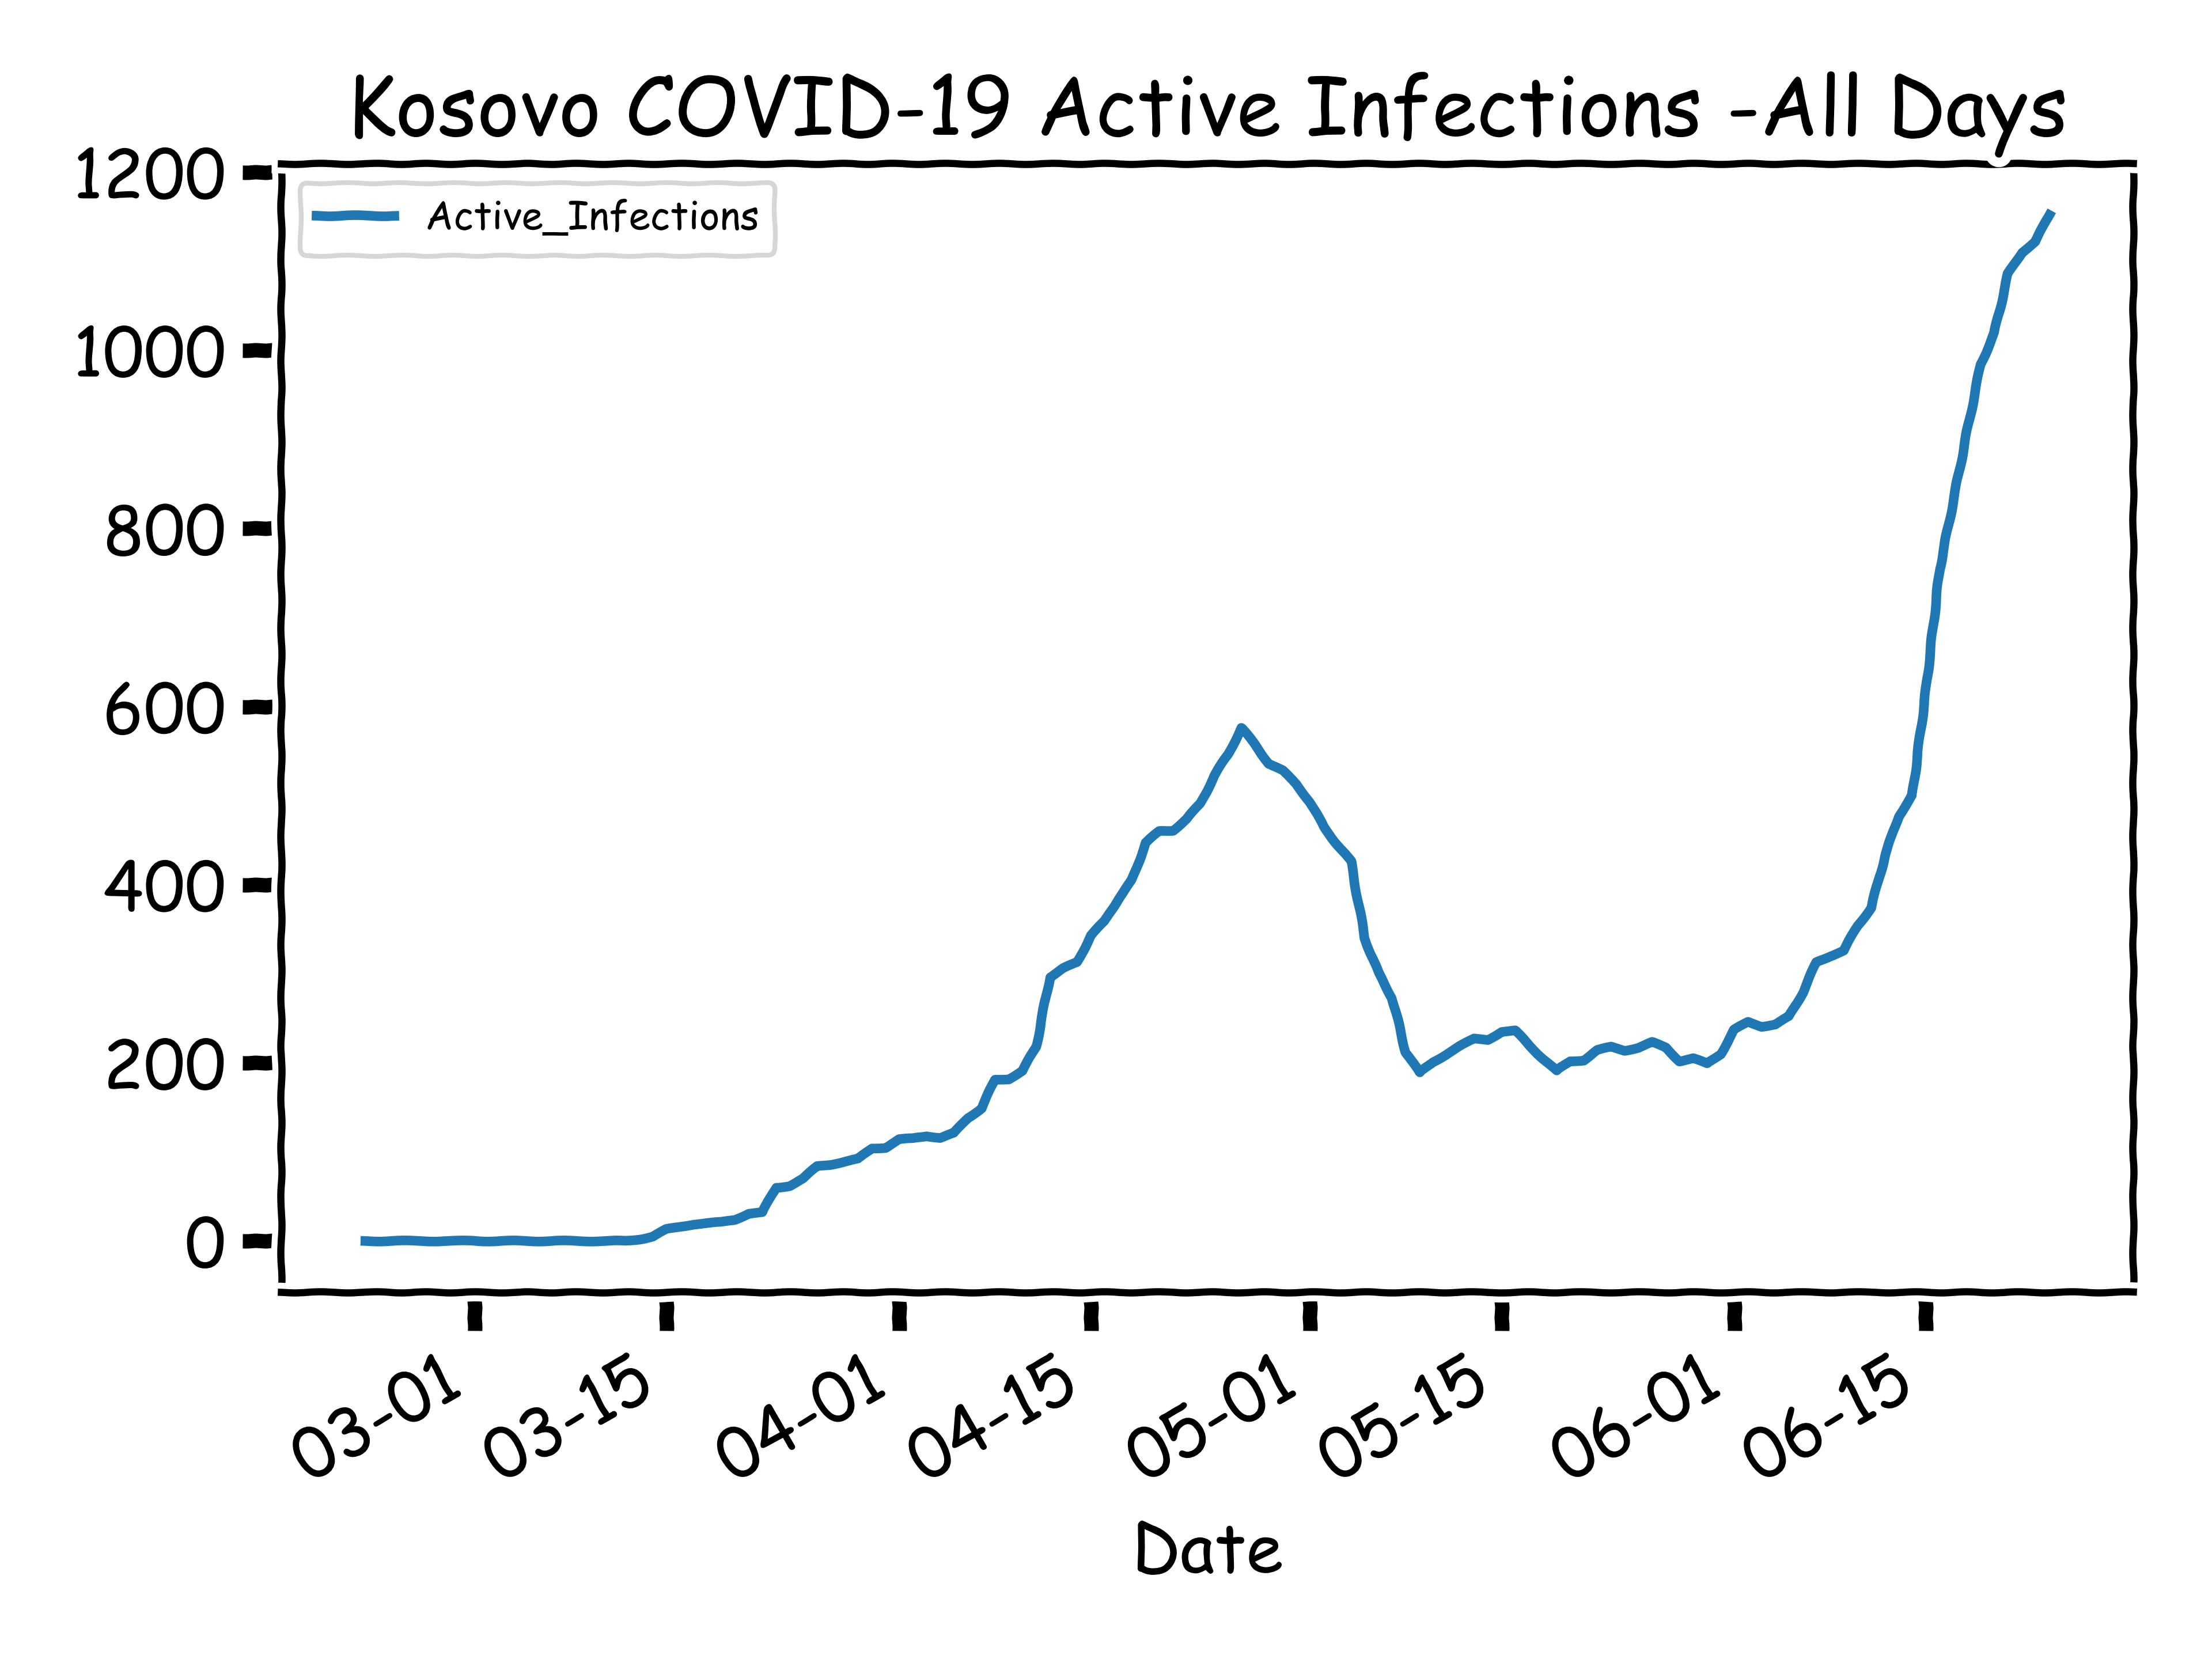 Kosovo COVID-19 Active Infections - All Days
Active_Infections
1200
1000
800
600
400
200
0
03-01 03-15 04-01 04-15 05-01 05-15 06-01 06-15
Date